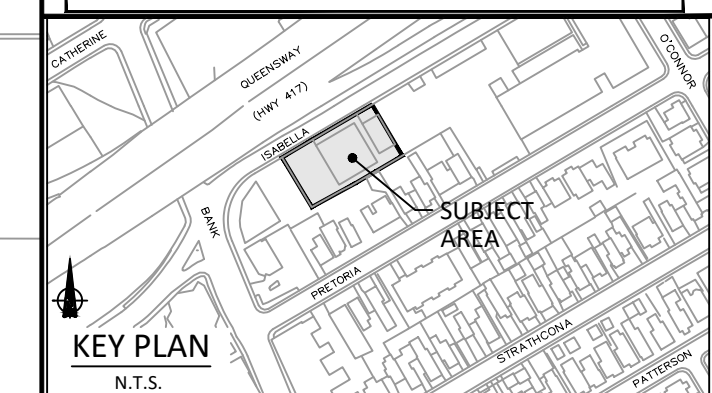 CATHERINE
QUEENSWAY
(HWY 417)
O'CONNOR
ISABELLA
BANK
SUBJECT
AREA
PRETORIA
STRATHCONA
PATTERSON
KEY PLAN
N.T.S.